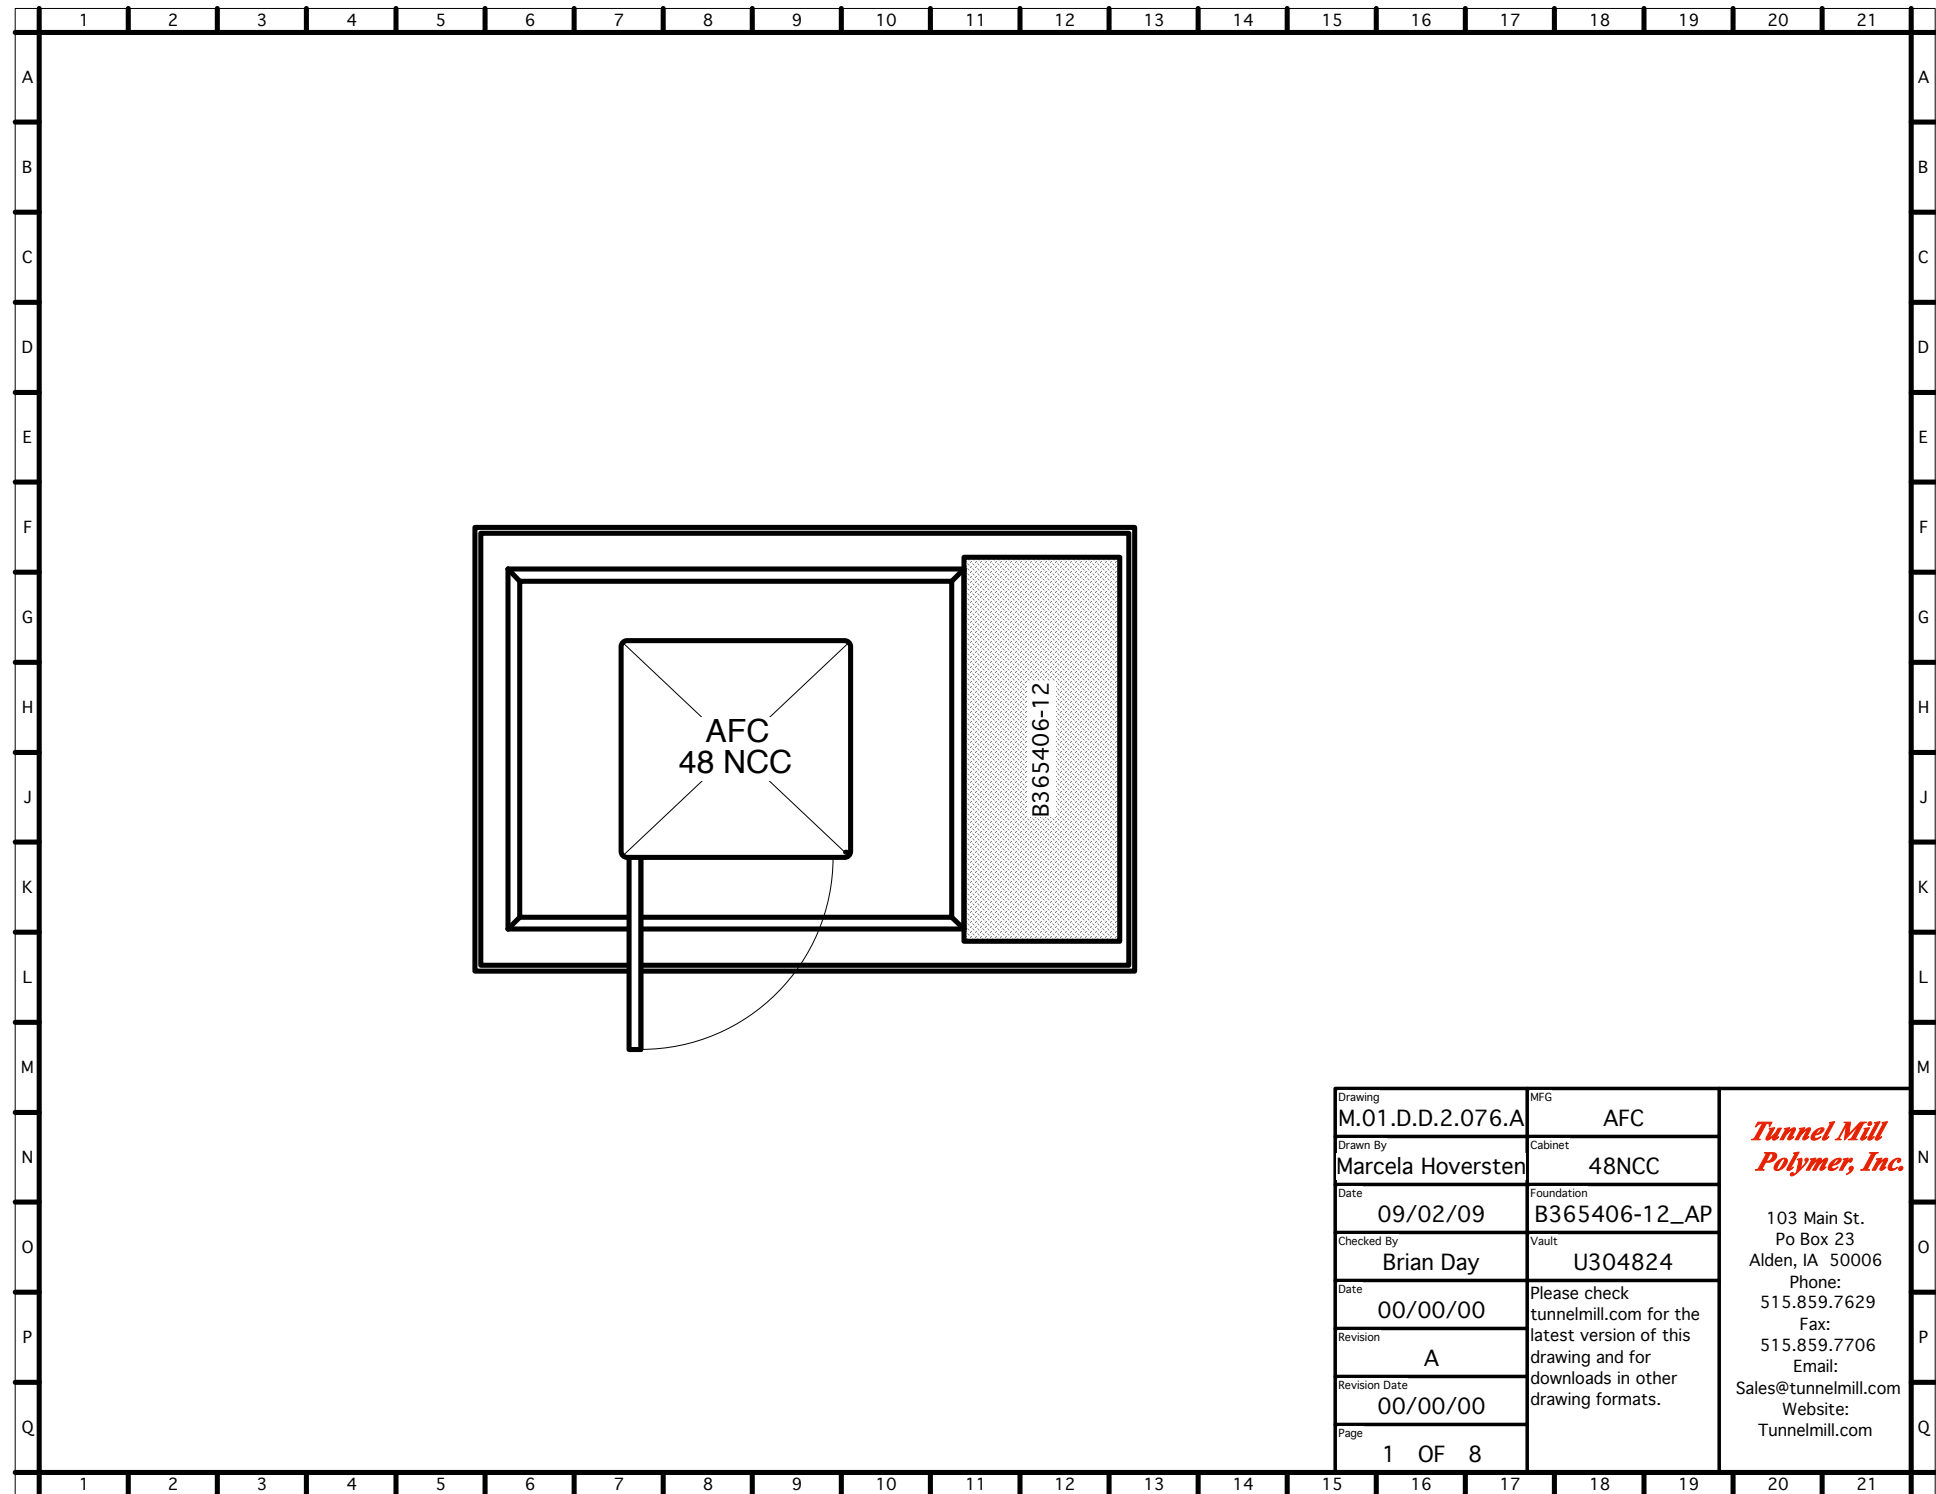 1 2 3 4 5 6 7 8 9 10 11 12 13 14 15 16 17 18 19 20 21
A A
B B
C C
D D
E E
F F
G G
H H
J J
K K
L L
M M
N N
O O
P P
Q Q
AFC
48 NCC
B365406-12
Drawing
M.01.D.D.2.076.A
MFG
AFC
Drawn By
Marcela Hoversten
Cabinet
48NCC
Date
09/02/09
Foundation
B365406-12_AP
Checked By
Brian Day
Vault
U304824
Date
00/00/00
Revision
A
Revision Date
00/00/00
Page
1 OF 8
Please check
tunnelmill.com for the
latest version of this
drawing and for
downloads in other
drawing formats.
Tunnel Mill
Polymer, Inc.
103 Main St.
Po Box 23
Alden, IA 50006
Phone:
515.859.7629
Fax:
515.859.7706
Email:
Sales@tunnelmill.com
Website:
Tunnelmill.com
1 2 3 4 5 6 7 8 9 10 11 12 13 14 15 16 17 18 19 20 21